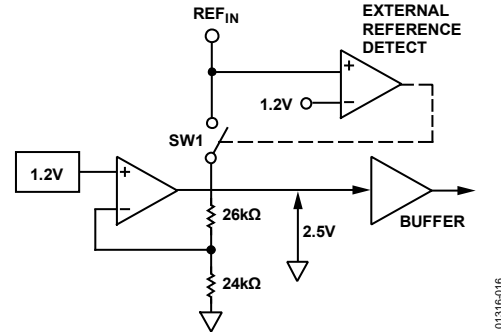 REFIN
EXTERNAL
REFERENCE
DETECT
+
–
1.2V
SW1
1.2V
+
–
26kΩ
2.5V
BUFFER
24kΩ
01316-016